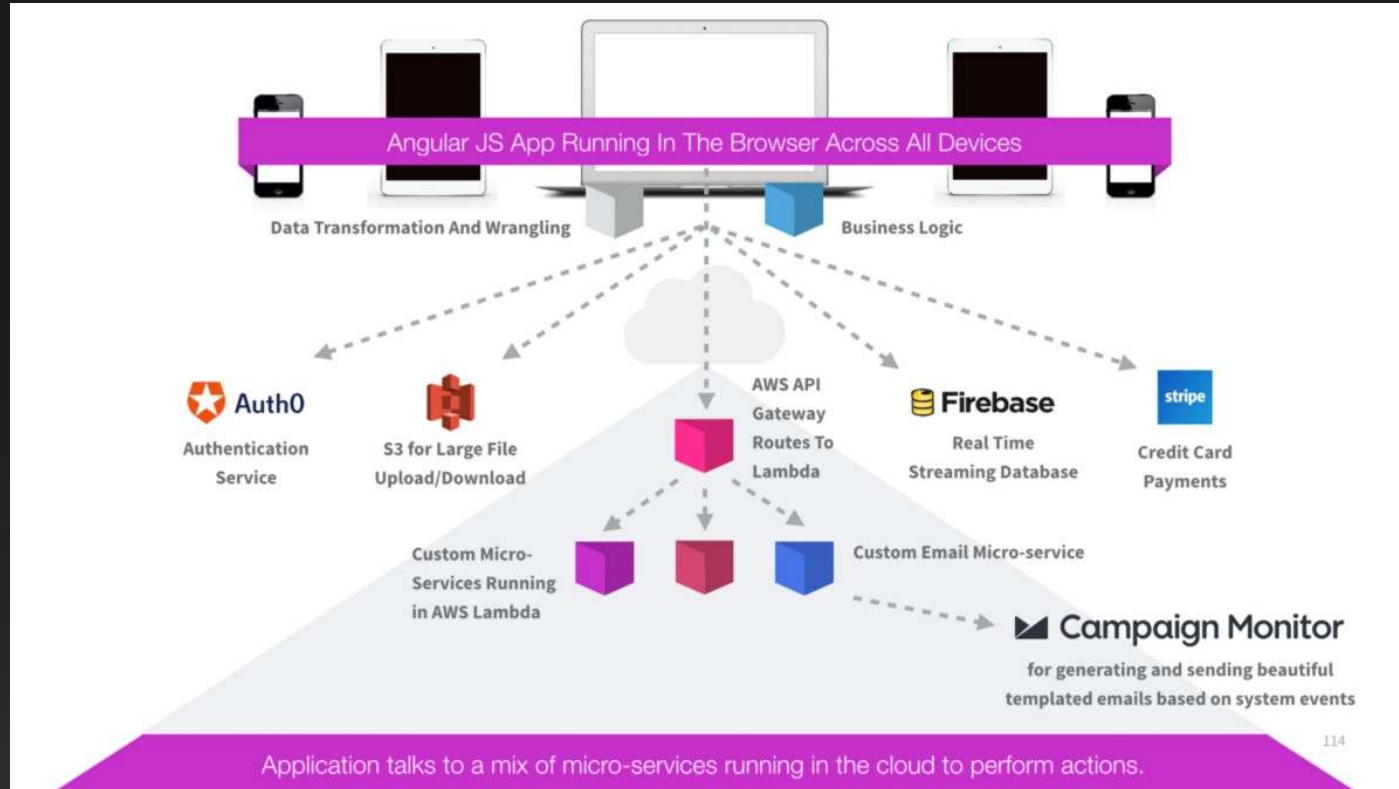 Angular JS App Running In The Browser Across All Devices
Data Transformation And Wrangling
Business Logic
Auth0
Authentication
Service
S3 for Large File
Upload/Download
AWS API
Gateway
Routes To
Lambda
Firebase
Real Time
Streaming Database
stripe
Credit Card
Payments
Custom Micro-
Services Running
in AWS Lambda
Custom Email Micro-service
Campaign Monitor
for generating and sending beautiful
templated emails based on system events
114
Application talks to a mix of micro-services running in the cloud to perform actions.